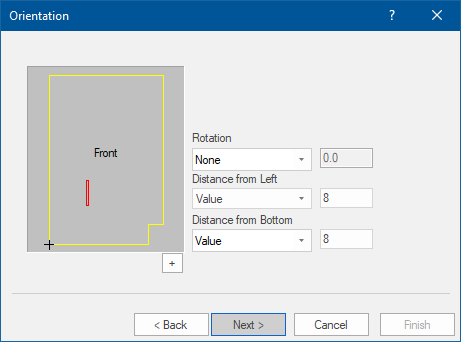 Orientation
?
Front
Rotation
None 0.0
Distance from Left
Value 8
Distance from Bottom
Value 8
+
< Back Next > Cancel Finish